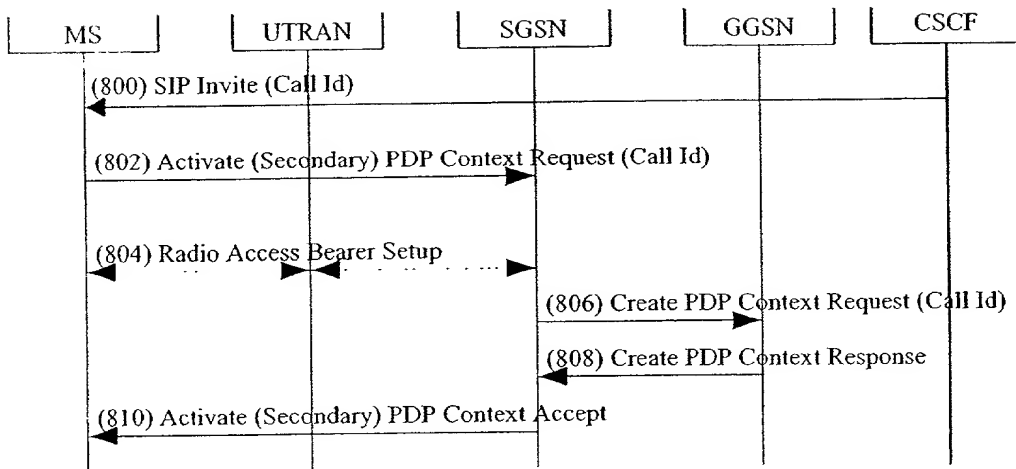 MS UTRAN SGSN GGSN CSCF
(800) SIP Invite (Call Id)
(802) Activate (Secondary) PDP Context Request (Call Id)
(804) Radio Access Bearer Setup
(806) Create PDP Context Request (Call Id)
(808) Create PDP Context Response
(810) Activate (Secondary) PDP Context Accept